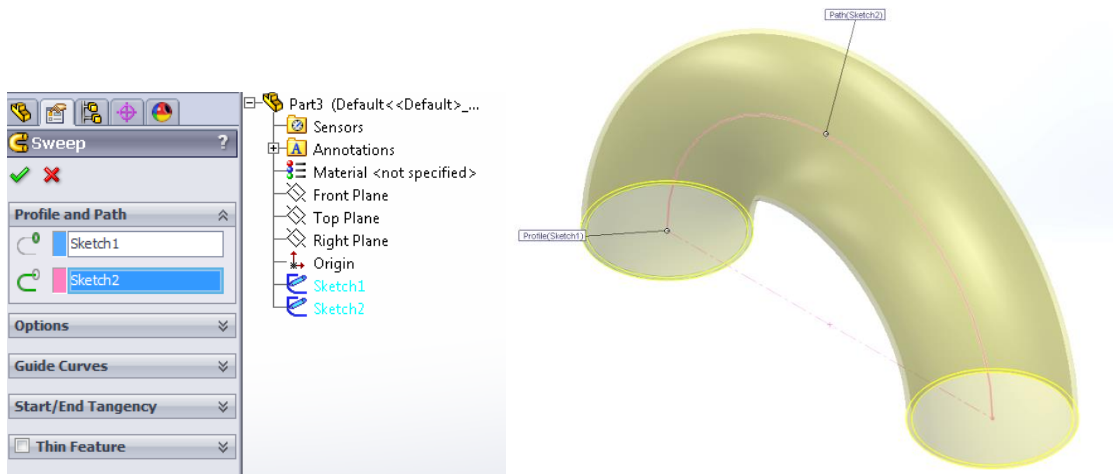 Sweep ?
Profile and Path
Sketch1
Sketch2
Options
Guide Curves
Start/End Tangency
Thin Feature
Part3 (Default<<Default>_...
Sensors
A Annotations
Material <not specified>
Front Plane
Top Plane
Right Plane
Origin
Sketch1
Sketch2
Path(Sketch2)
Profile(Sketch1)